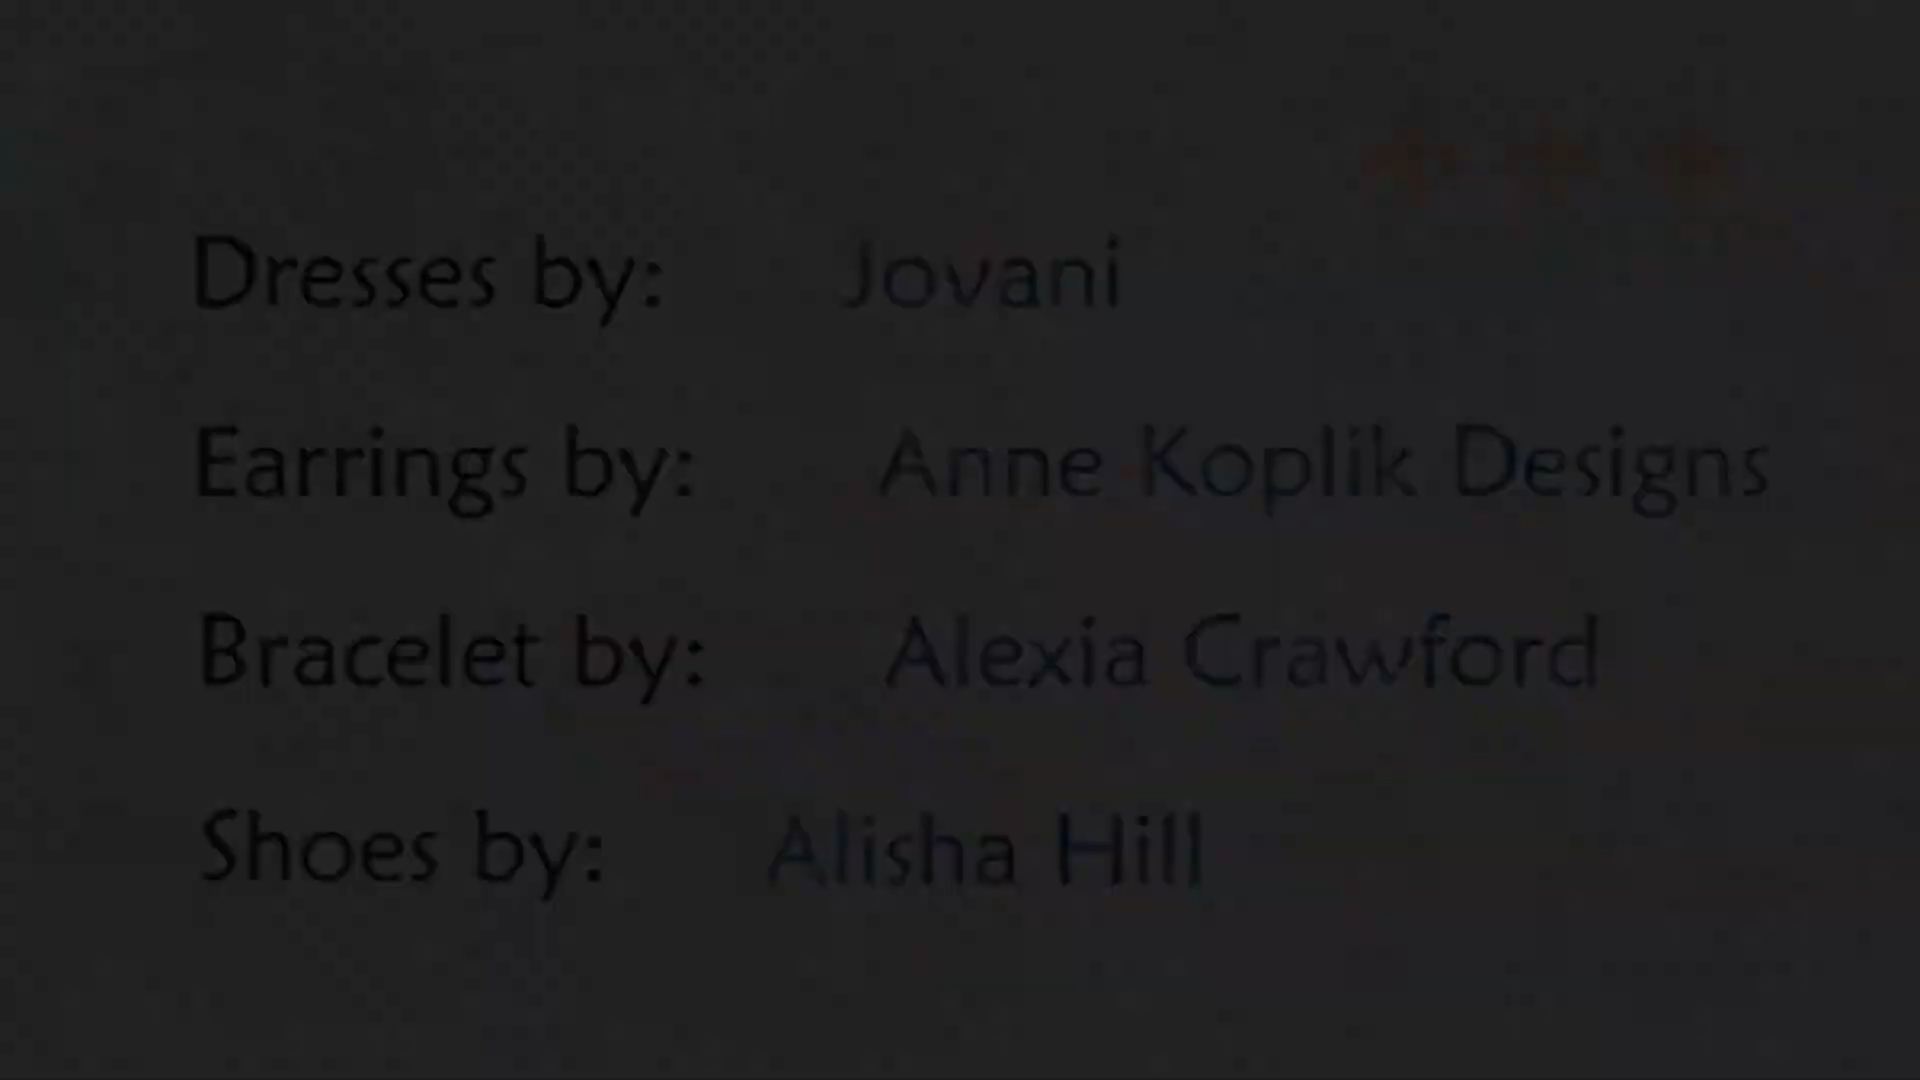 Dresses by: Jovani
Earrings by: Anne Koplik Designs
Bracelet by: Alexia Crawford
Shoes by: Alisha Hill